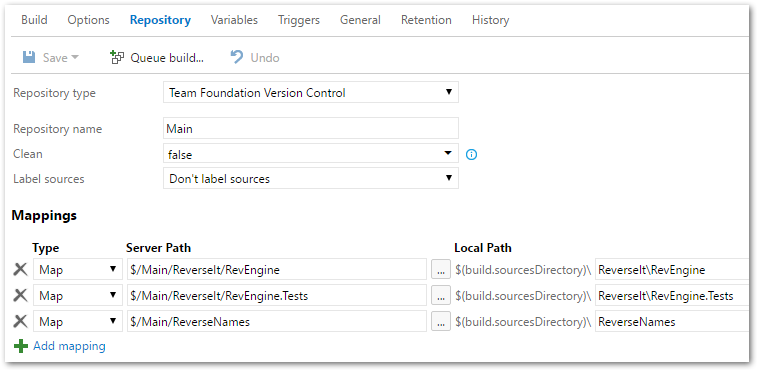 Build Options Repository Variables Triggers General Retention History
Save Queue build... Undo
Repository type Team Foundation Version Control
Repository name Main
Clean false
Label sources Don't label sources
Mappings
Type Server Path Local Path
Map $/Main/ReverseIt/RevEngine ... $(build.sourcesDirectory)\ ReverseIt\RevEngine
Map $/Main/ReverseIt/RevEngine.Tests ... $(build.sourcesDirectory)\ ReverseIt\RevEngine.Tests
Map $/Main/ReverseNames ... $(build.sourcesDirectory)\ ReverseNames
Add mapping